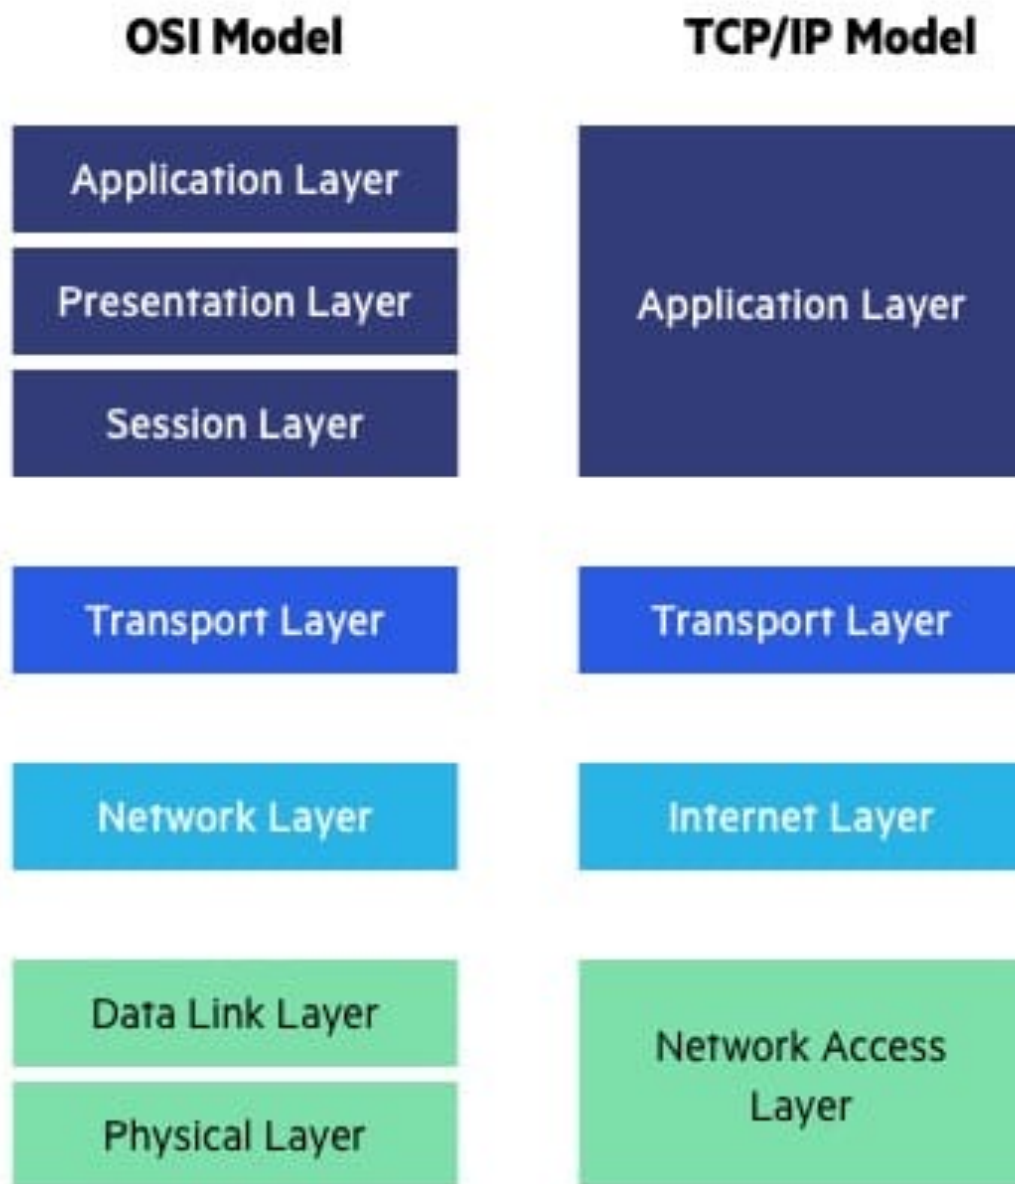 OSI Model
TCP/IP Model
Application Layer
Presentation Layer
Session Layer
Application Layer
Transport Layer
Transport Layer
Network Layer
Internet Layer
Data Link Layer
Physical Layer
Network Access
Layer